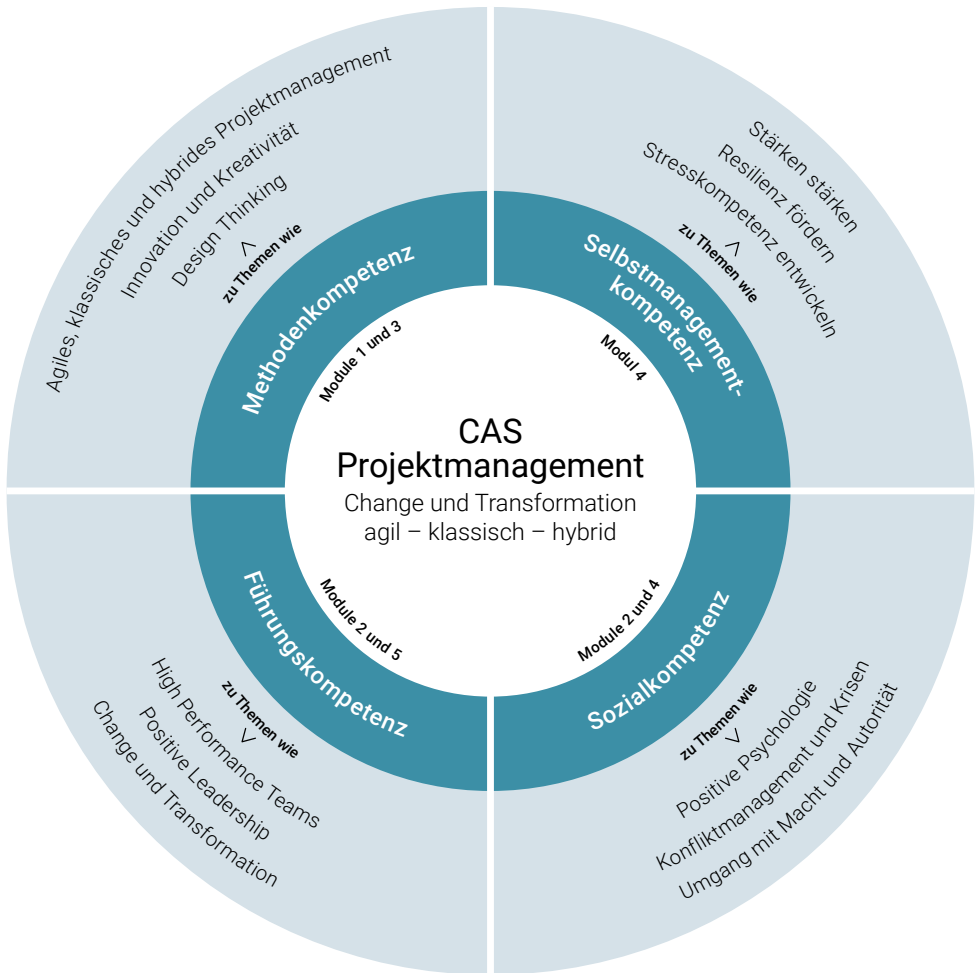 Agiles, klassisches und hybrides Projektmanagement
Innovation und Kreativität
Design Thinking
zu Themen wie
Methodenkompetenz
Module 1 und 3
Stärken stärken
Resilienz fördern
Stresskompetenz entwickeln
zu Themen wie
Selbstmanagement-
kompetenz
Modul 4
CAS
Projektmanagement
Change und Transformation
agil – klassisch – hybrid
Module 2 und 5
Führungskompetenz
zu Themen wie
High Performance Teams
Positive Leadership
Change und Transformation
Module 2 und 4
Sozialkompetenz
zu Themen wie
Positive Psychologie
Konfliktmanagement und Krisen
Umgang mit Macht und Autorität